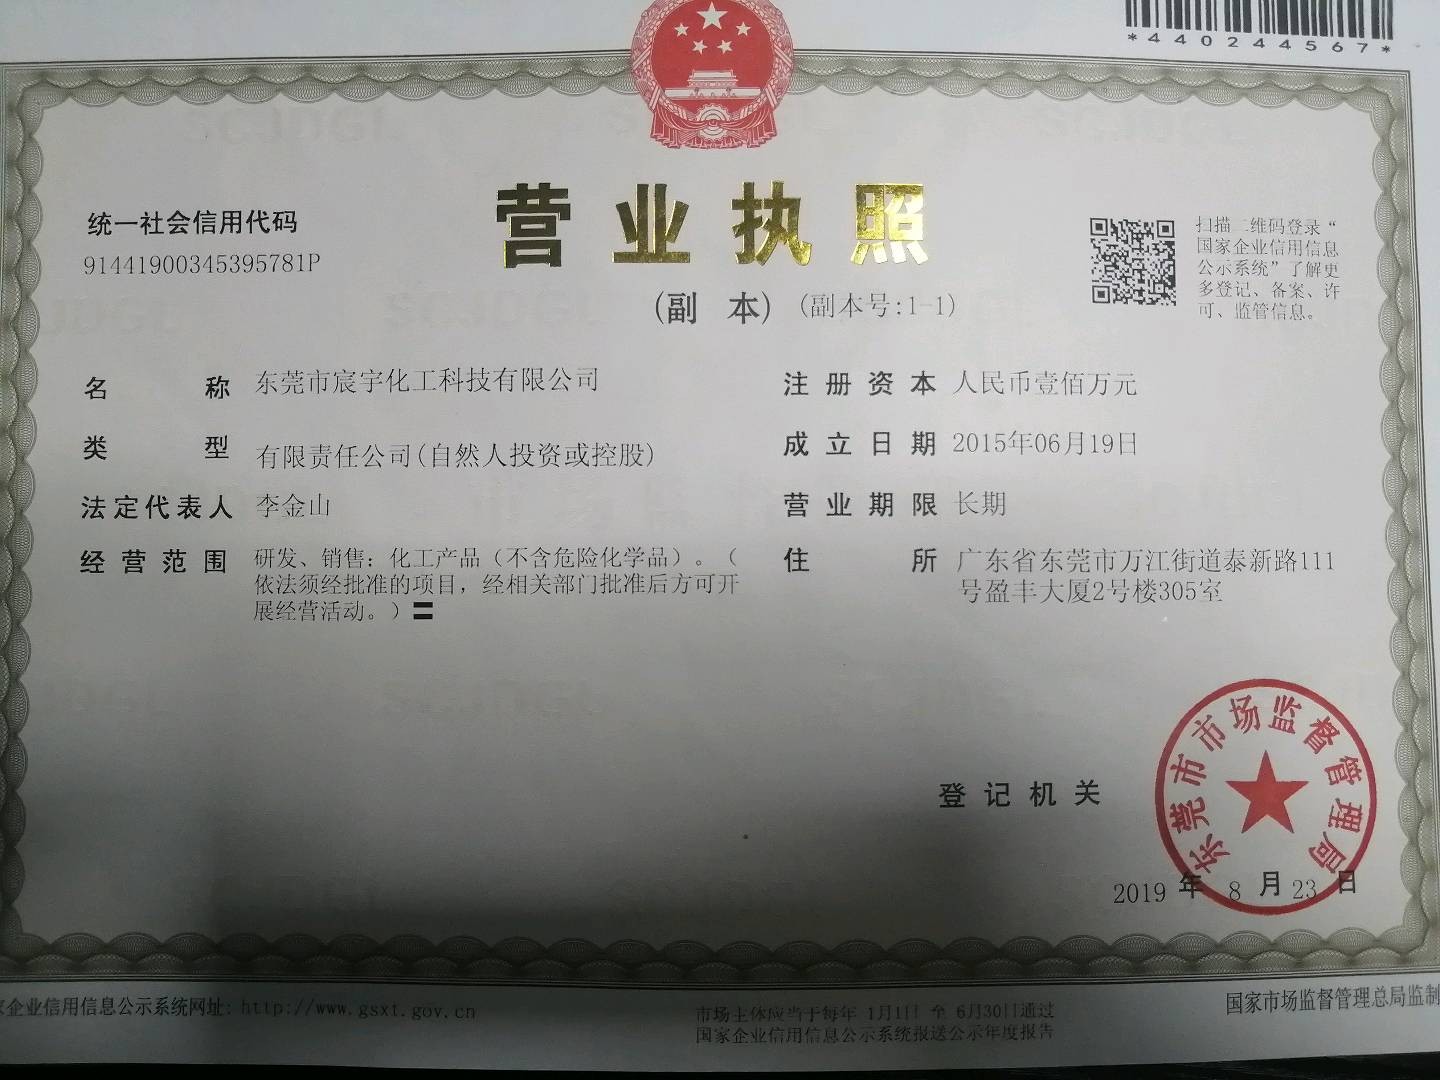 *440244567*
营业执照
(副 本) (副本号:1-1)
统一社会信用代码
91441900345395781P
扫描二维码登录“
国家企业信用信息
公示系统”了解更
多登记、备案、许
可、监管信息。
名 称 东莞市宸宇化工科技有限公司
类 型 有限责任公司(自然人投资或控股)
法定代表人 李金山
经营范围 研发、销售：化工产品（不含危险化学品）。（
依法须经批准的项目，经相关部门批准后方可开
展经营活动。）〓
注册资本 人民币壹佰万元
成立日期 2015年06月19日
营业期限 长期
住 所 广东省东莞市万江街道泰新路111
号盈丰大厦2号楼305室
登记机关
东莞市市场监督管理局
2019 年 8 月 23 日
家企业信用信息公示系统网址: http://www.gsxt.gov.cn
市场主体应当于每年 1月1日 至 6月30日通过
国家企业信用信息公示系统报送公示年度报告
国家市场监督管理总局监制